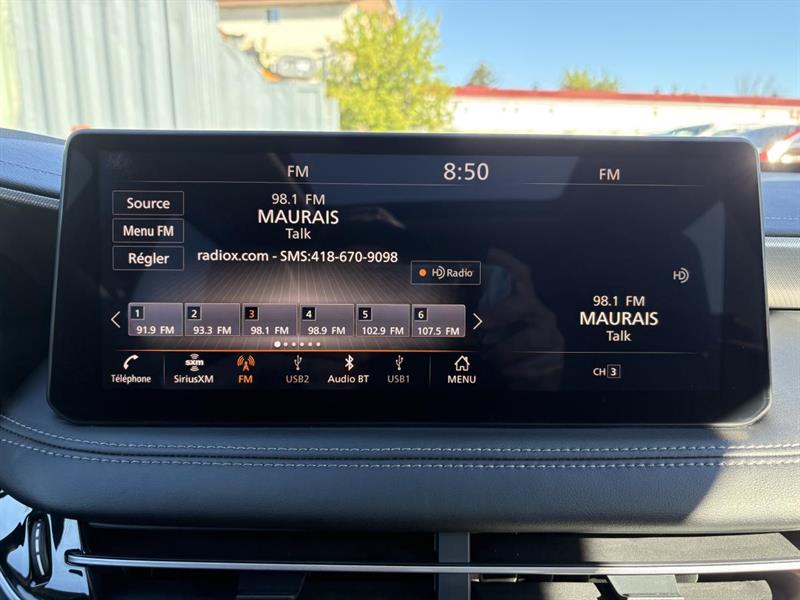 FM 8:50 FM
Source
Menu FM
Régler
98.1 FM
MAURAIS
Talk
radiox.com - SMS:418-670-9098
HD Radio
HD
1 2 3 4 5 6
91.9 FM 93.3 FM 98.1 FM 98.9 FM 102.9 FM 107.5 FM
98.1 FM
MAURAIS
Talk
CH 3
sxm
Téléphone SiriusXM FM USB2 Audio BT USB1 MENU